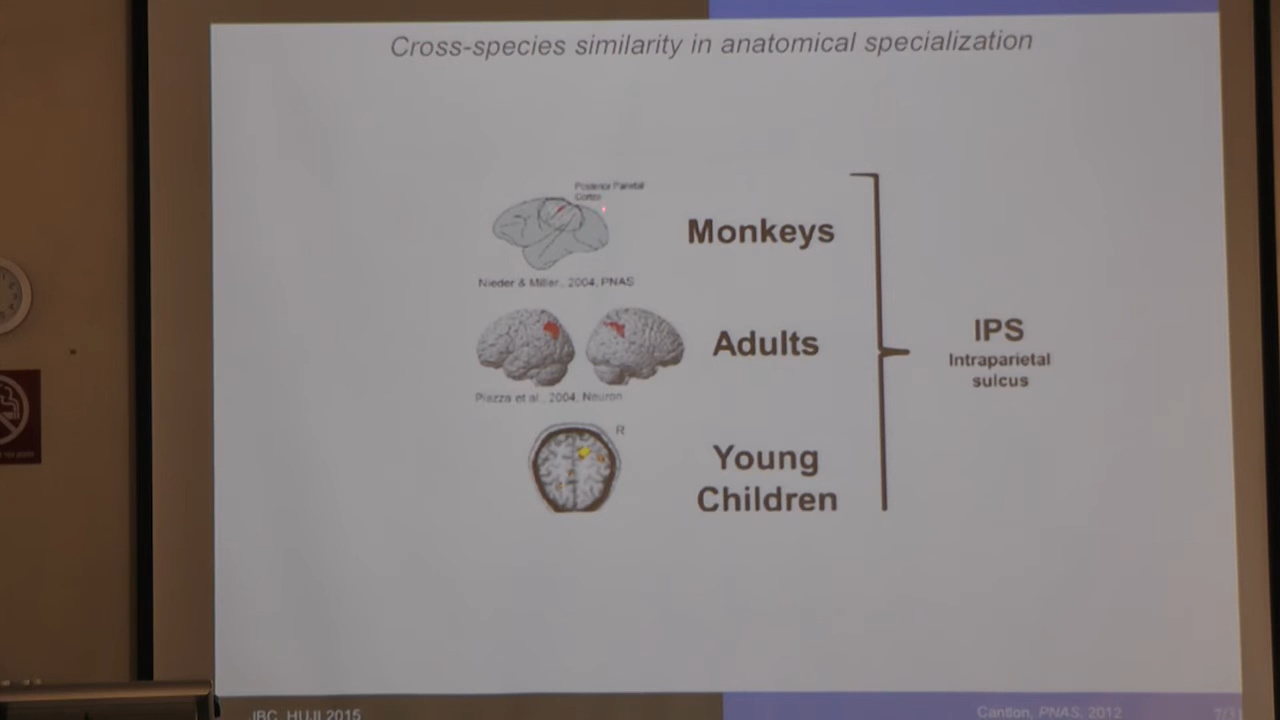 Cross-species similarity in anatomical specialization
Posterior Parietal
Cortex
Monkeys
Nieder & Miller, 2004, PNAS
Adults
IPS
Intraparietal
sulcus
Piazza et al., 2004, Neuron
R
Young
Children
JBC, HUJI 2015
Cantlon, PNAS, 2012